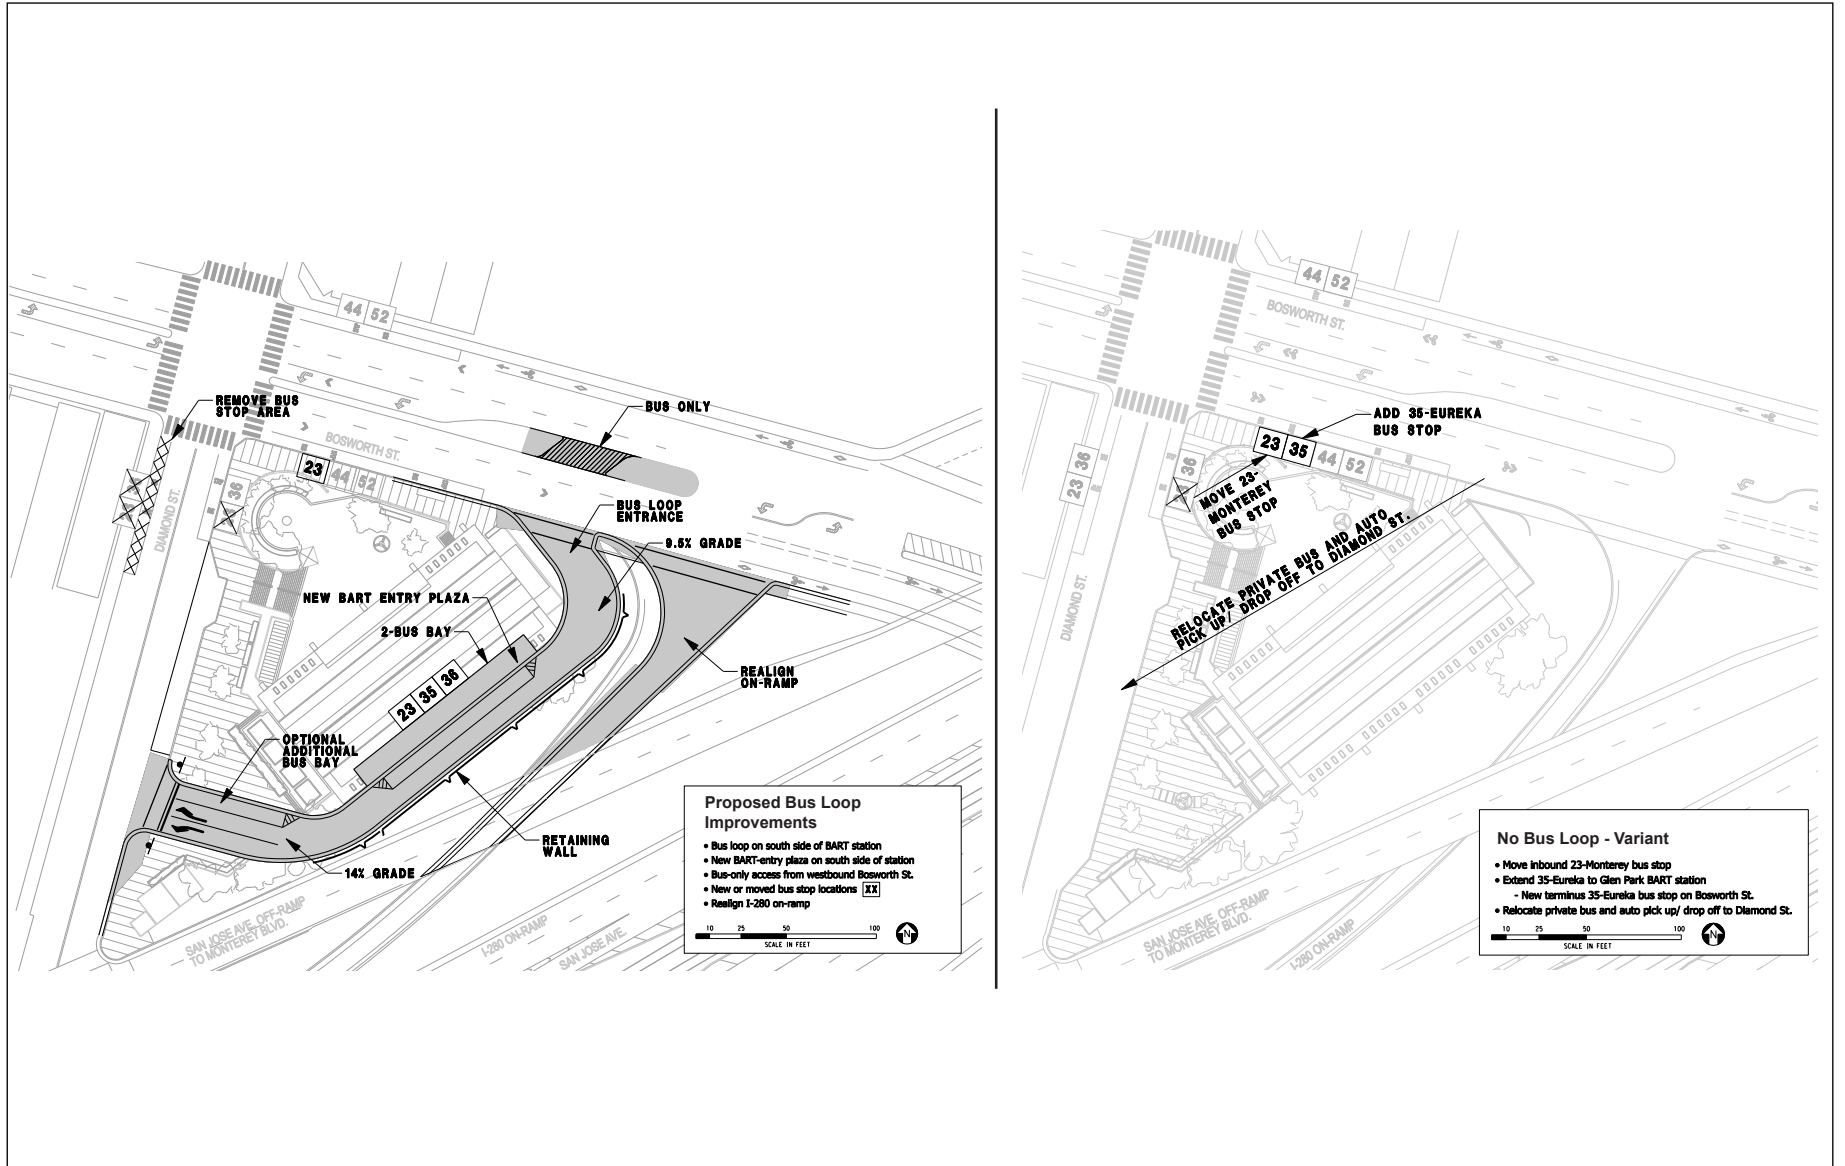 44 52
REMOVE BUS
STOP AREA
BUS ONLY
BOSWORTH ST.
23 44 52
36
DIAMOND ST.
BUS LOOP
ENTRANCE
9.5% GRADE
NEW BART ENTRY PLAZA
2-BUS BAY
23 35 36
REALIGN
ON-RAMP
OPTIONAL
ADDITIONAL
BUS BAY
RETAINING
WALL
14% GRADE
SAN JOSE AVE. OFF-RAMP
TO MONTEREY BLVD.
I-280 ON-RAMP
SAN JOSE AVE.
Proposed Bus Loop
Improvements
• Bus loop on south side of BART station
• New BART-entry plaza on south side of station
• Bus-only access from westbound Bosworth St.
• New or moved bus stop locations XX
• Realign I-280 on-ramp
10 25 50 100
SCALE IN FEET
N
44 52
BOSWORTH ST.
ADD 35-EUREKA
BUS STOP
23 35 44 52
23 36
36
MOVE 23-
MONTEREY
BUS STOP
RELOCATE PRIVATE BUS AND AUTO
PICK UP/ DROP OFF TO DIAMOND ST.
DIAMOND ST.
SAN JOSE AVE. OFF-RAMP
TO MONTEREY BLVD.
I-280 ON-RAMP
No Bus Loop - Variant
• Move inbound 23-Monterey bus stop
• Extend 35-Eureka to Glen Park BART station
- New terminus 35-Eureka bus stop on Bosworth St.
• Relocate private bus and auto pick up/ drop off to Diamond St.
10 25 50 100
SCALE IN FEET
N